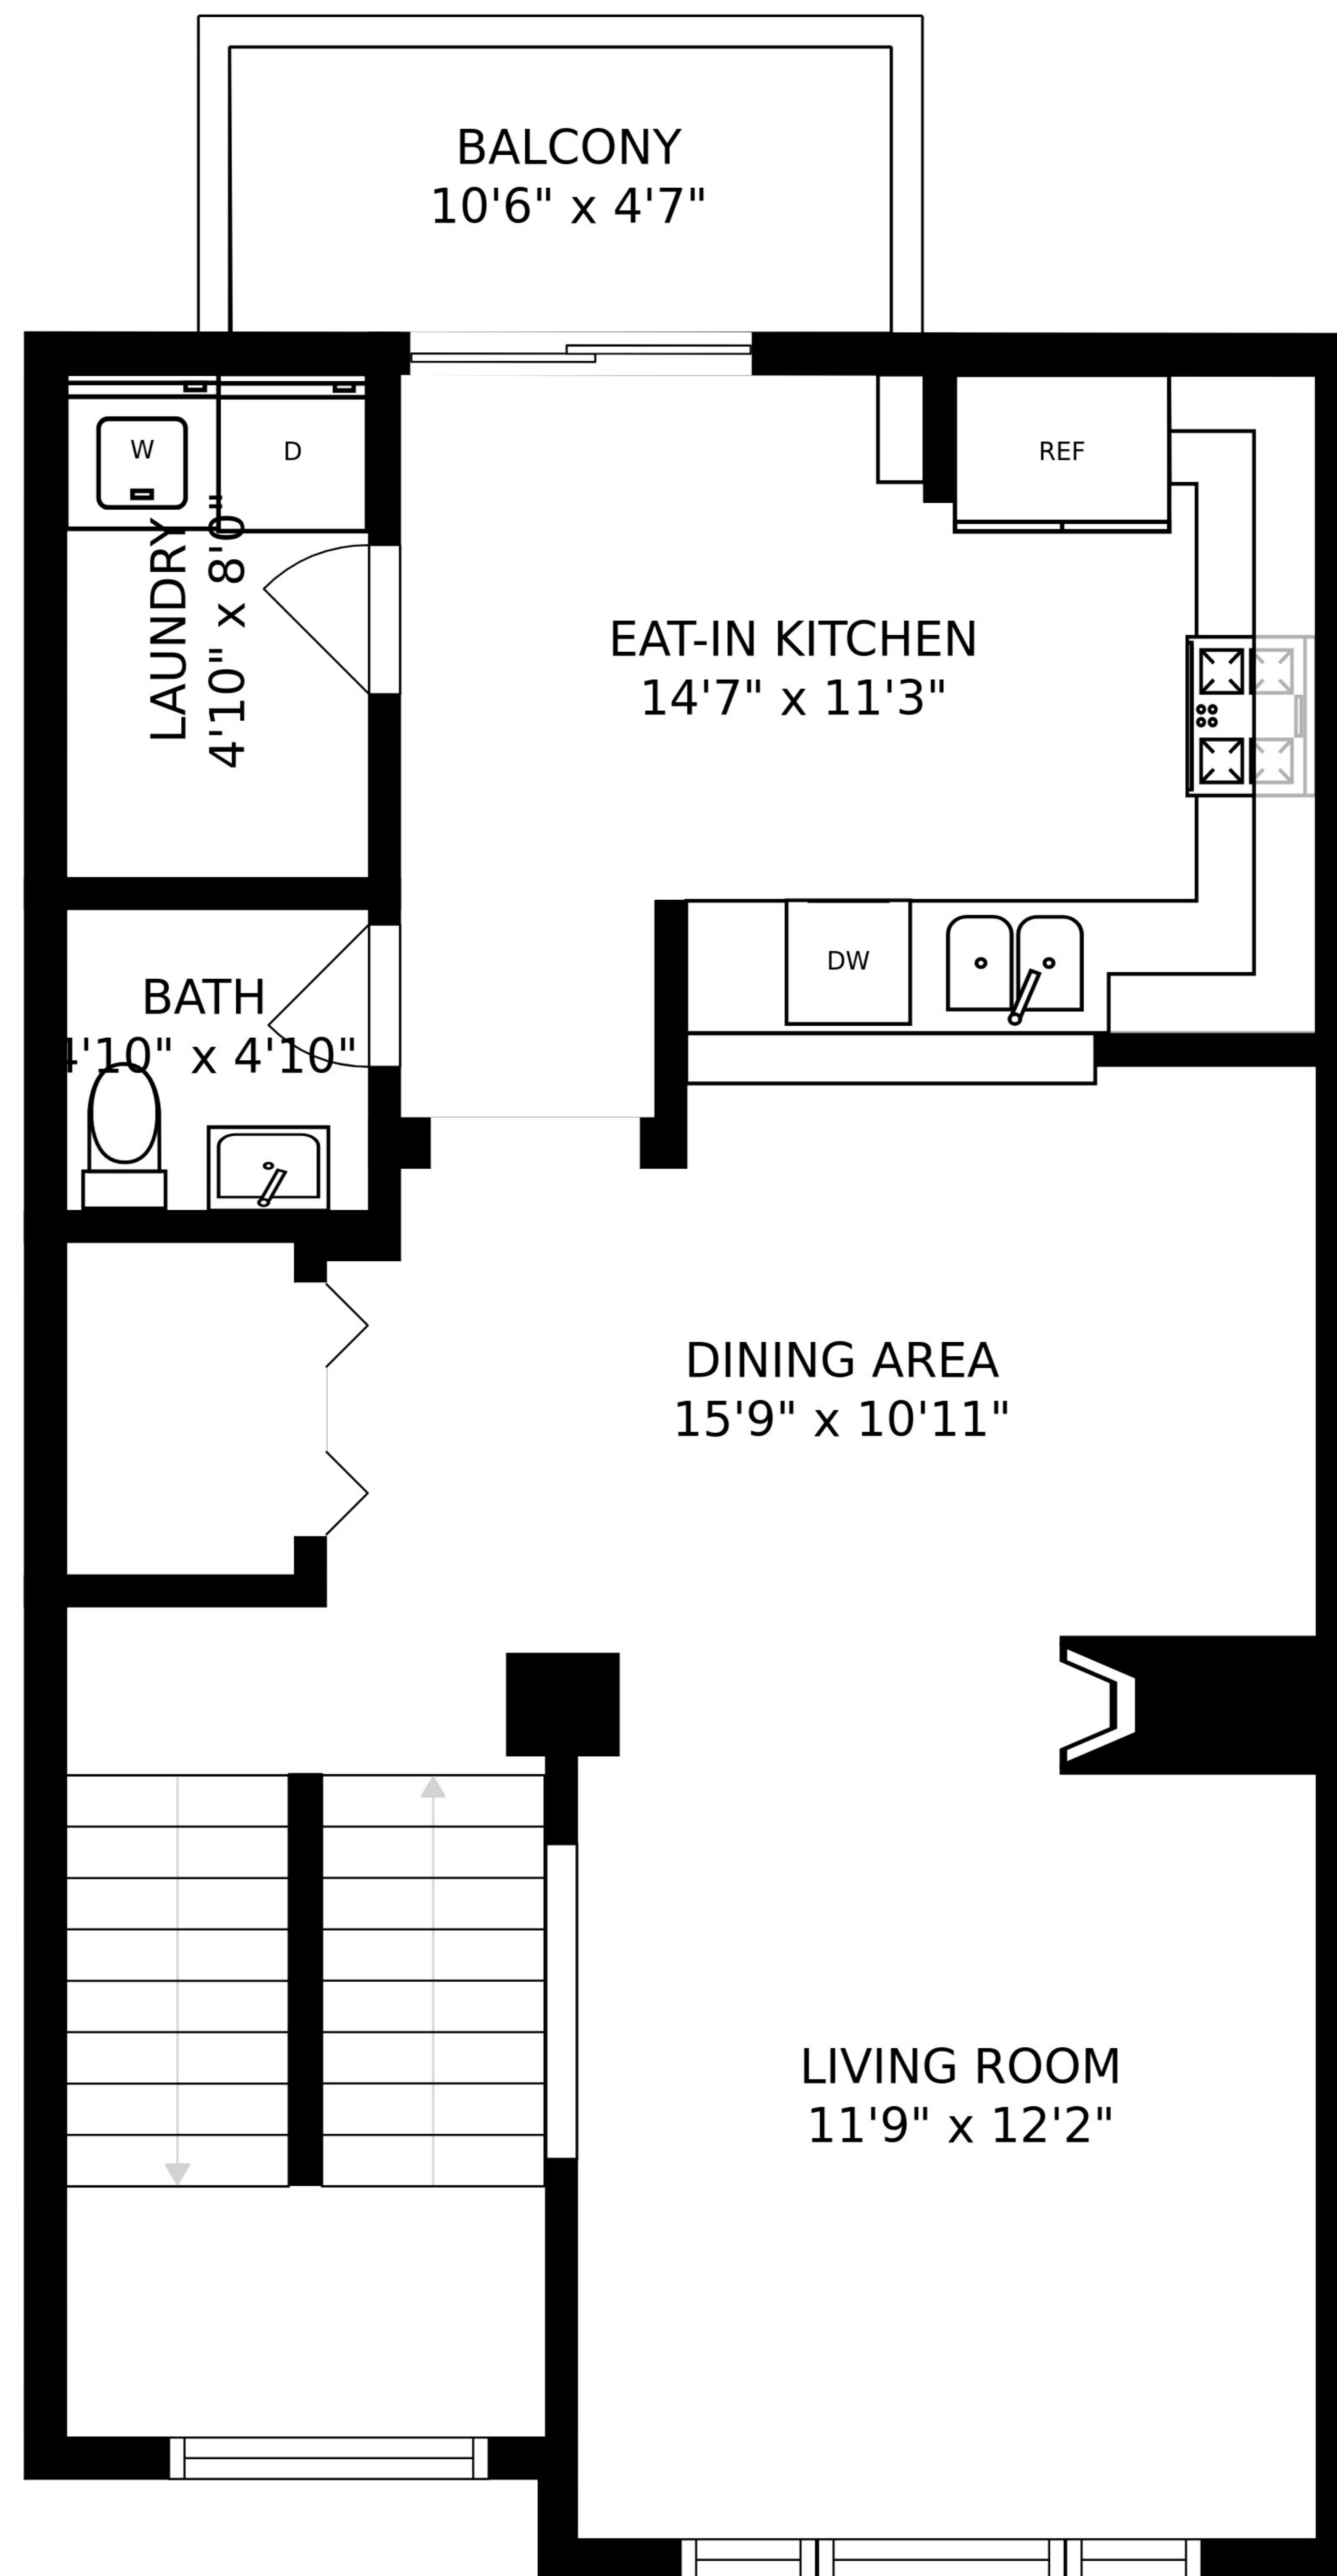 BALCONY
10'6" x 4'7"
W
D
REF
LAUNDRY
4'10" x 8'0"
EAT-IN KITCHEN
14'7" x 11'3"
DW
BATH
4'10" x 4'10"
DINING AREA
15'9" x 10'11"
LIVING ROOM
11'9" x 12'2"